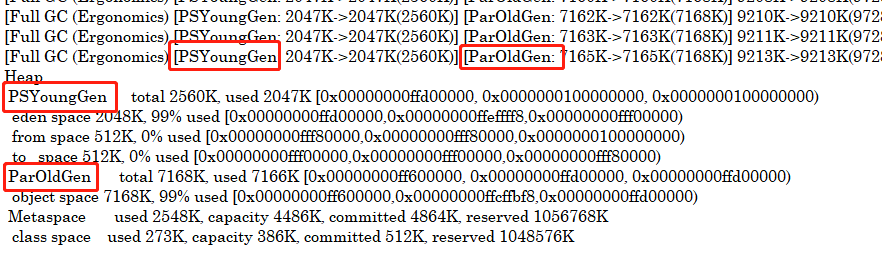 [Full GC (Ergonomics) [PSYoungGen: 2047K->2047K(2560K)] [ParOldGen: 7162K->7162K(7168K)] 9210K->9210K(9728
[Full GC (Ergonomics) [PSYoungGen: 2047K->2047K(2560K)] [ParOldGen: 7163K->7163K(7168K)] 9211K->9211K(9728
[Full GC (Ergonomics) [PSYoungGen: 2047K->2047K(2560K)] [ParOldGen: 7165K->7165K(7168K)] 9213K->9213K(9728
Heap
PSYoungGen total 2560K, used 2047K [0x00000000ffd00000, 0x0000000100000000, 0x0000000100000000)
eden space 2048K, 99% used [0x00000000ffd00000,0x00000000ffeffff8,0x00000000fff00000)
from space 512K, 0% used [0x00000000fff80000,0x00000000fff80000,0x0000000100000000)
to space 512K, 0% used [0x00000000fff00000,0x00000000fff00000,0x00000000fff80000)
ParOldGen total 7168K, used 7166K [0x00000000ff600000, 0x00000000ffd00000, 0x00000000ffd00000)
object space 7168K, 99% used [0x00000000ff600000,0x00000000ffcffbf8,0x00000000ffd00000)
Metaspace used 2548K, capacity 4486K, committed 4864K, reserved 1056768K
class space used 273K, capacity 386K, committed 512K, reserved 1048576K